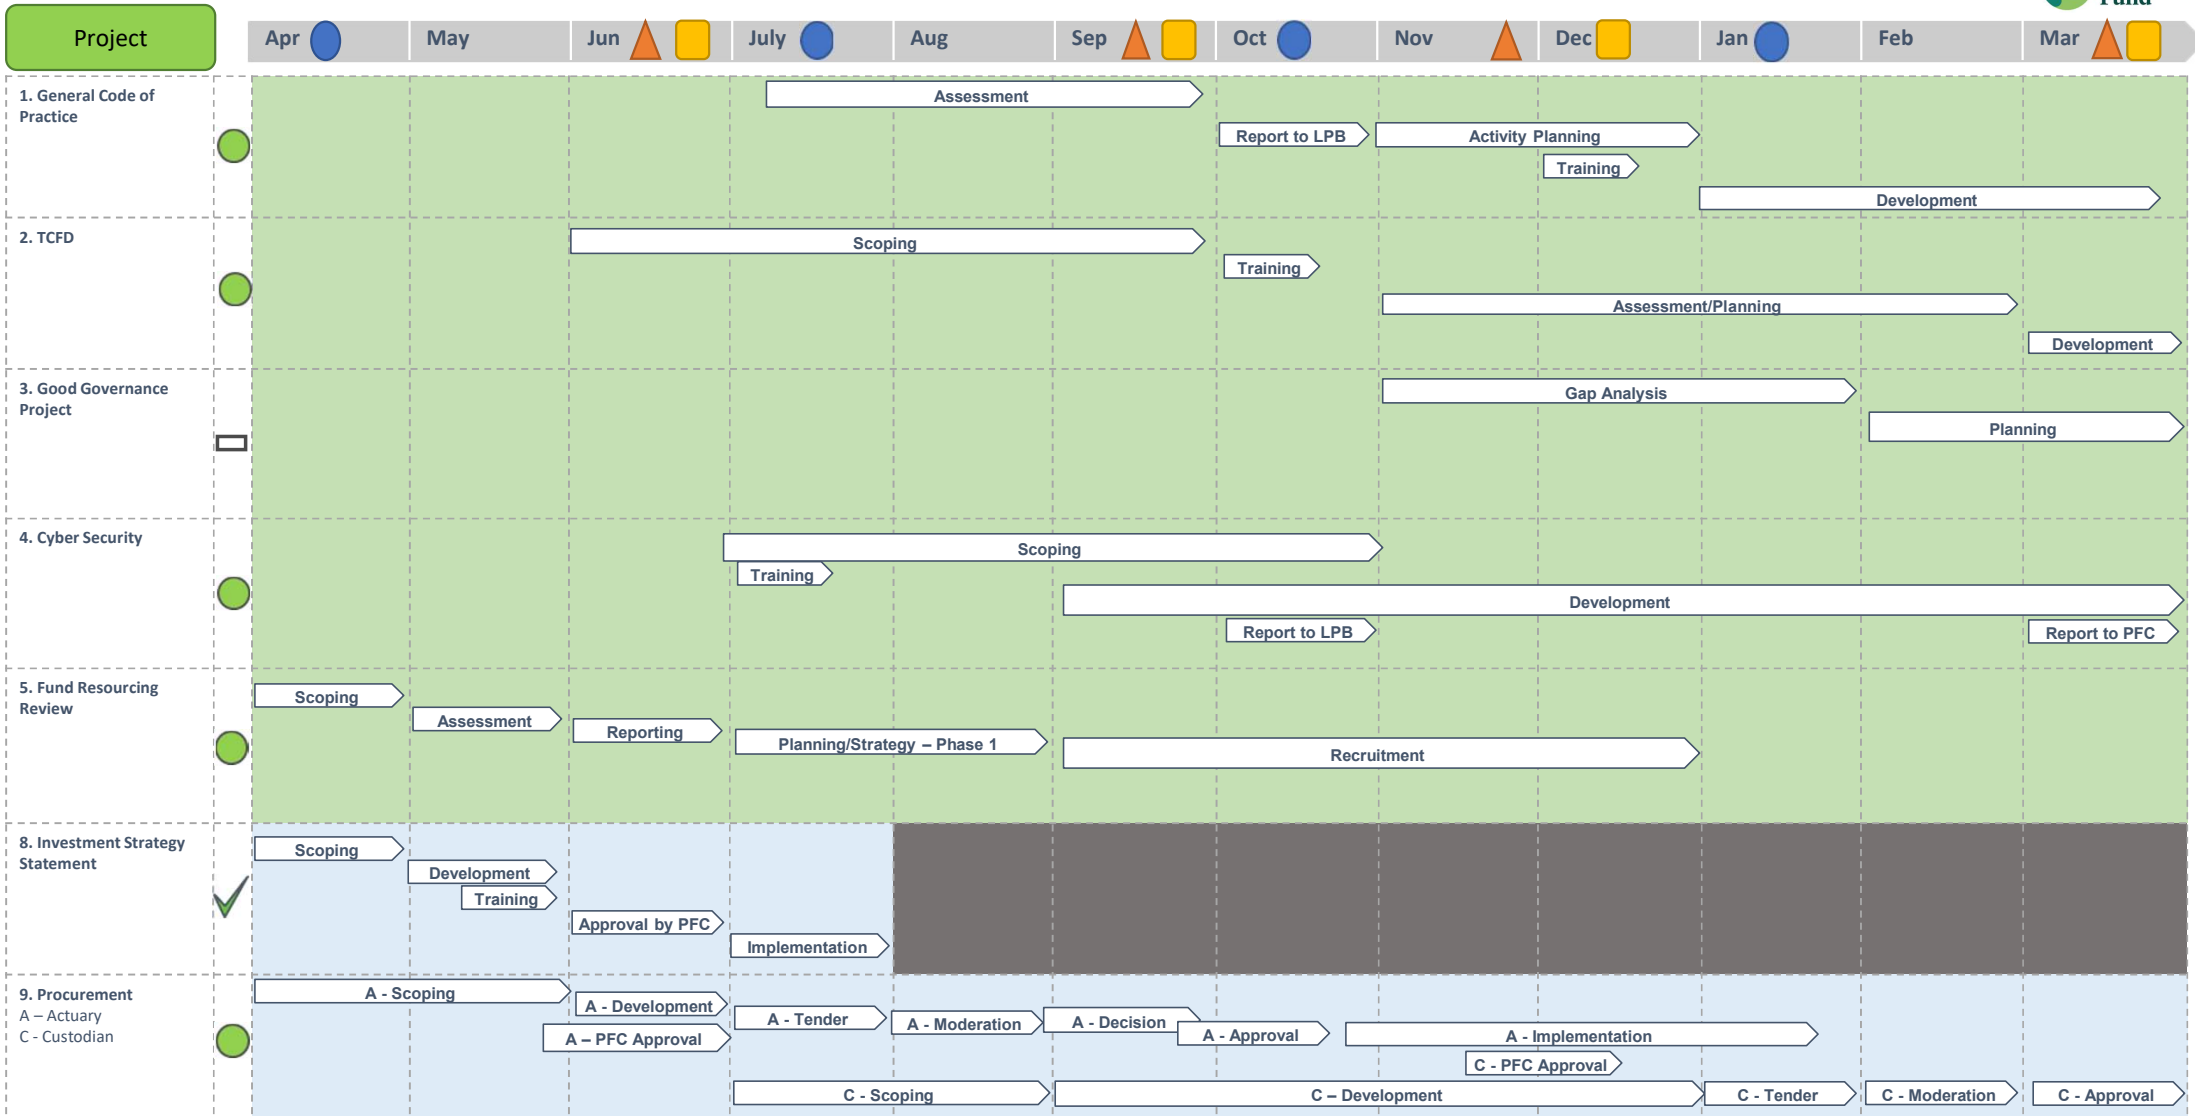 Fund
Project
Apr
May
Jun
July
Aug
Sep
Oct
Nov
Dec
Jan
Feb
Mar
1. General Code of
Practice
Assessment
Report to LPB
Activity Planning
Training
Development
2. TCFD
Scoping
Training
Assessment/Planning
Development
3. Good Governance
Project
Gap Analysis
Planning
4. Cyber Security
Scoping
Training
Development
Report to LPB
Report to PFC
5. Fund Resourcing
Review
Scoping
Assessment
Reporting
Planning/Strategy – Phase 1
Recruitment
8. Investment Strategy
Statement
Scoping
Development
Training
Approval by PFC
Implementation
9. Procurement
A – Actuary
C - Custodian
A - Scoping
A - Development
A – PFC Approval
A - Tender
A - Moderation
A - Decision
A - Approval
A - Implementation
C - PFC Approval
C - Scoping
C – Development
C - Tender
C - Moderation
C - Approval